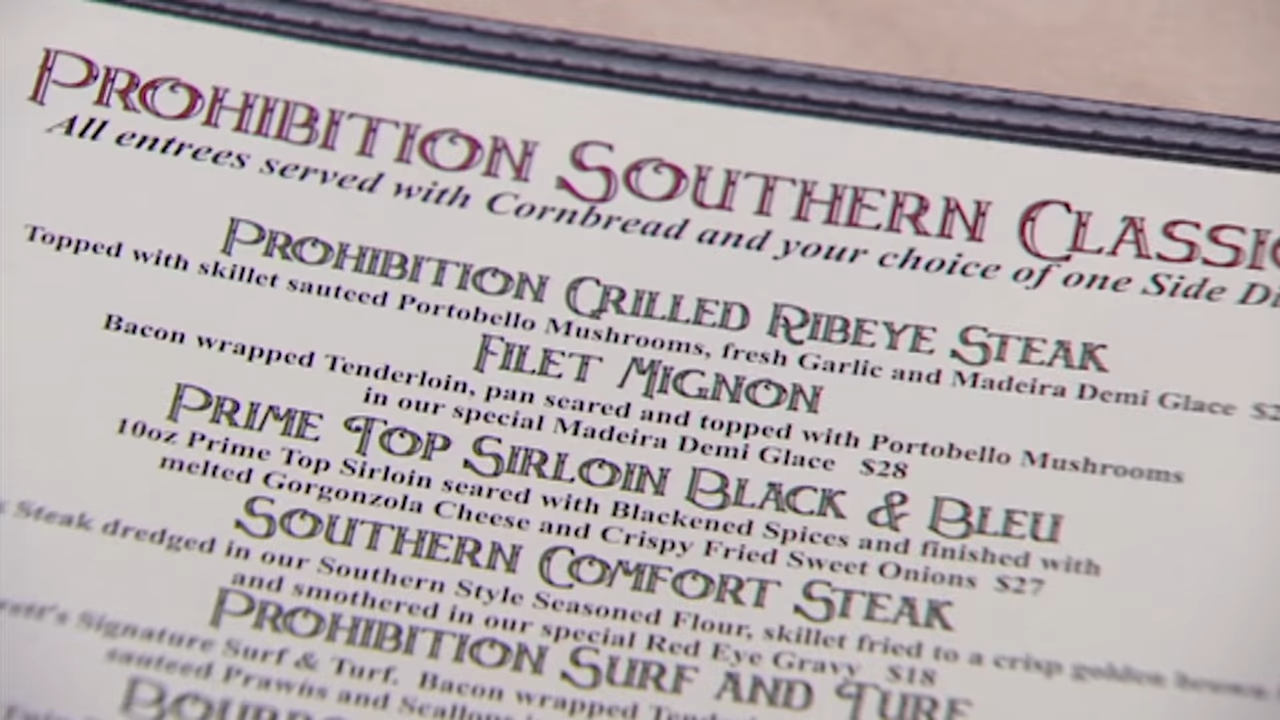 PROHIBITION SOUTHERN CLASSIC
All entrees served with Cornbread and your choice of one Side
PROHIBITION GRILLED RIBEYE STEAK
Topped with skillet sauteed Portobello Mushrooms, fresh Garlic and Madeira Demi Glace
FILET MIGNON
Bacon wrapped Tenderloin, pan seared and topped with Portobello Mushrooms
in our special Madeira Demi Glace $28
PRIME TOP SIRLOIN BLACK & BLEU
10oz Prime Top Sirloin seared with Blackened Spices and finished with
melted Gorgonzola Cheese and Crispy Fried Sweet Onions $27
SOUTHERN COMFORT STEAK
Steak dredged in our Southern Style Seasoned Flour, skillet fried to a crisp golden brown
and smothered in our special Red Eye Gravy $18
PROHIBITION SURF AND TURF
Signature Surf & Turf. Bacon wrapped
sauteed Prawns and Scallops